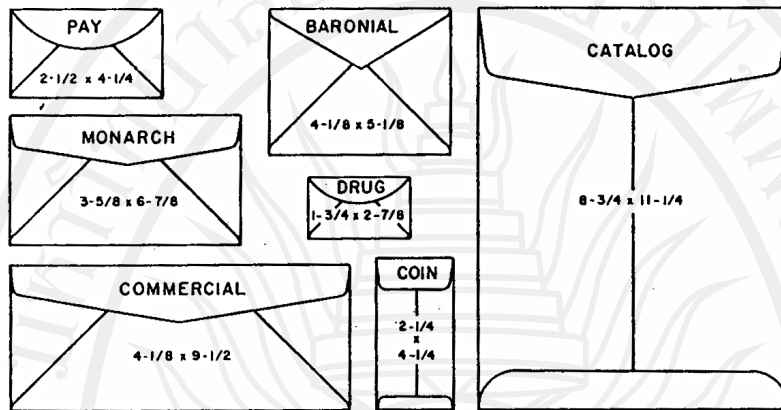 PAY
2-1/2 x 4-1/4
BARONIAL
4-1/8 x 5-1/8
CATALOG
8-3/4 x 11-1/4
MONARCH
3-5/8 x 6-7/8
DRUG
1-3/4 x 2-7/8
COMMERCIAL
4-1/8 x 9-1/2
COIN
2-1/4
x
4-1/4